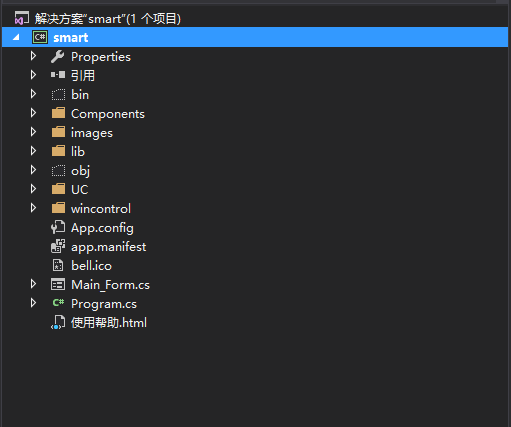 解决方案"smart"(1 个项目)
C# smart
Properties
引用
bin
Components
images
lib
obj
UC
wincontrol
App.config
app.manifest
bell.ico
Main_Form.cs
C# Program.cs
使用帮助.html